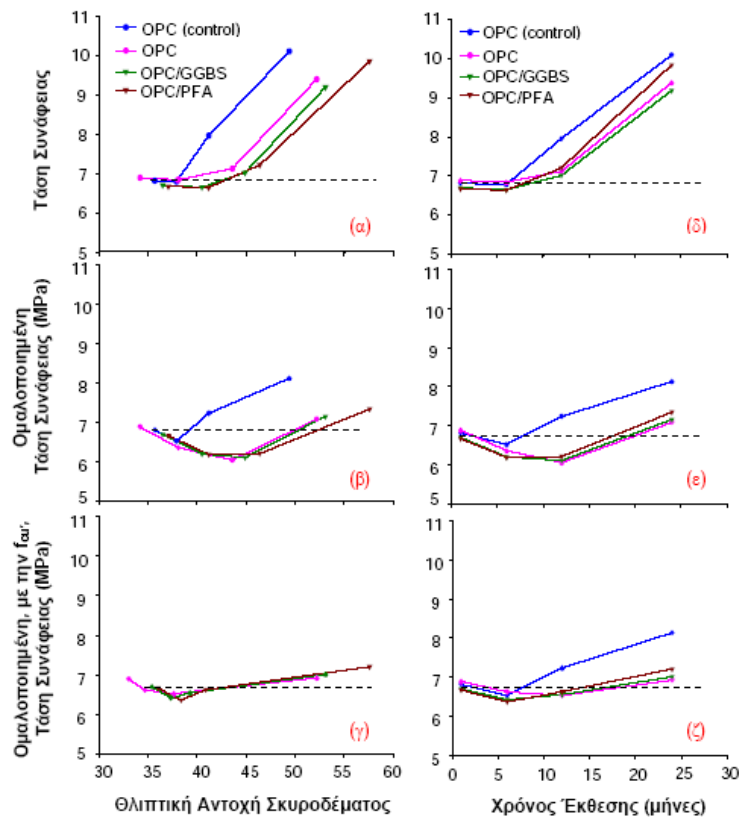 11
10
9
8
7
6
5
Τάση Συνάφειας
OPC (control)
OPC
OPC/GGBS
OPC/PFA
(α)
11
10
9
8
7
6
5
OPC (control)
OPC
OPC/GGBS
OPC/PFA
(δ)
11
10
9
8
7
6
5
Ομαλοποιημένη
Τάση Συνάφειας (MPa)
(β)
11
10
9
8
7
6
5
(ε)
11
10
9
8
7
6
5
Ομαλοποιημένη, με την fcu',
Τάση Συνάφειας (MPa)
(γ)
30 35 40 45 50 55 60
Θλιπτική Αντοχή Σκυροδέματος
11
10
9
8
7
6
5
(ζ)
0 5 10 15 20 25 30
Χρόνος Έκθεσης (μήνες)